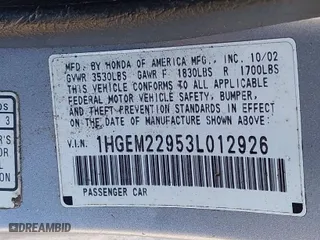 MFD. BY HONDA OF AMERICA MFG., INC. 10/02
GVWR 3530LBS GAWR F 1830LBS R 1700LBS
THIS VEHICLE CONFORMS TO ALL APPLICABLE
FEDERAL MOTOR VEHICLE SAFETY, BUMPER,
AND THEFT PREVENTION STANDARDS IN EFFECT
ON THE DATE OF MANUFACTURE SHOWN ABOVE.
V.I.N. 1HGEM22953L012926
PASSENGER CAR
DREAMBID